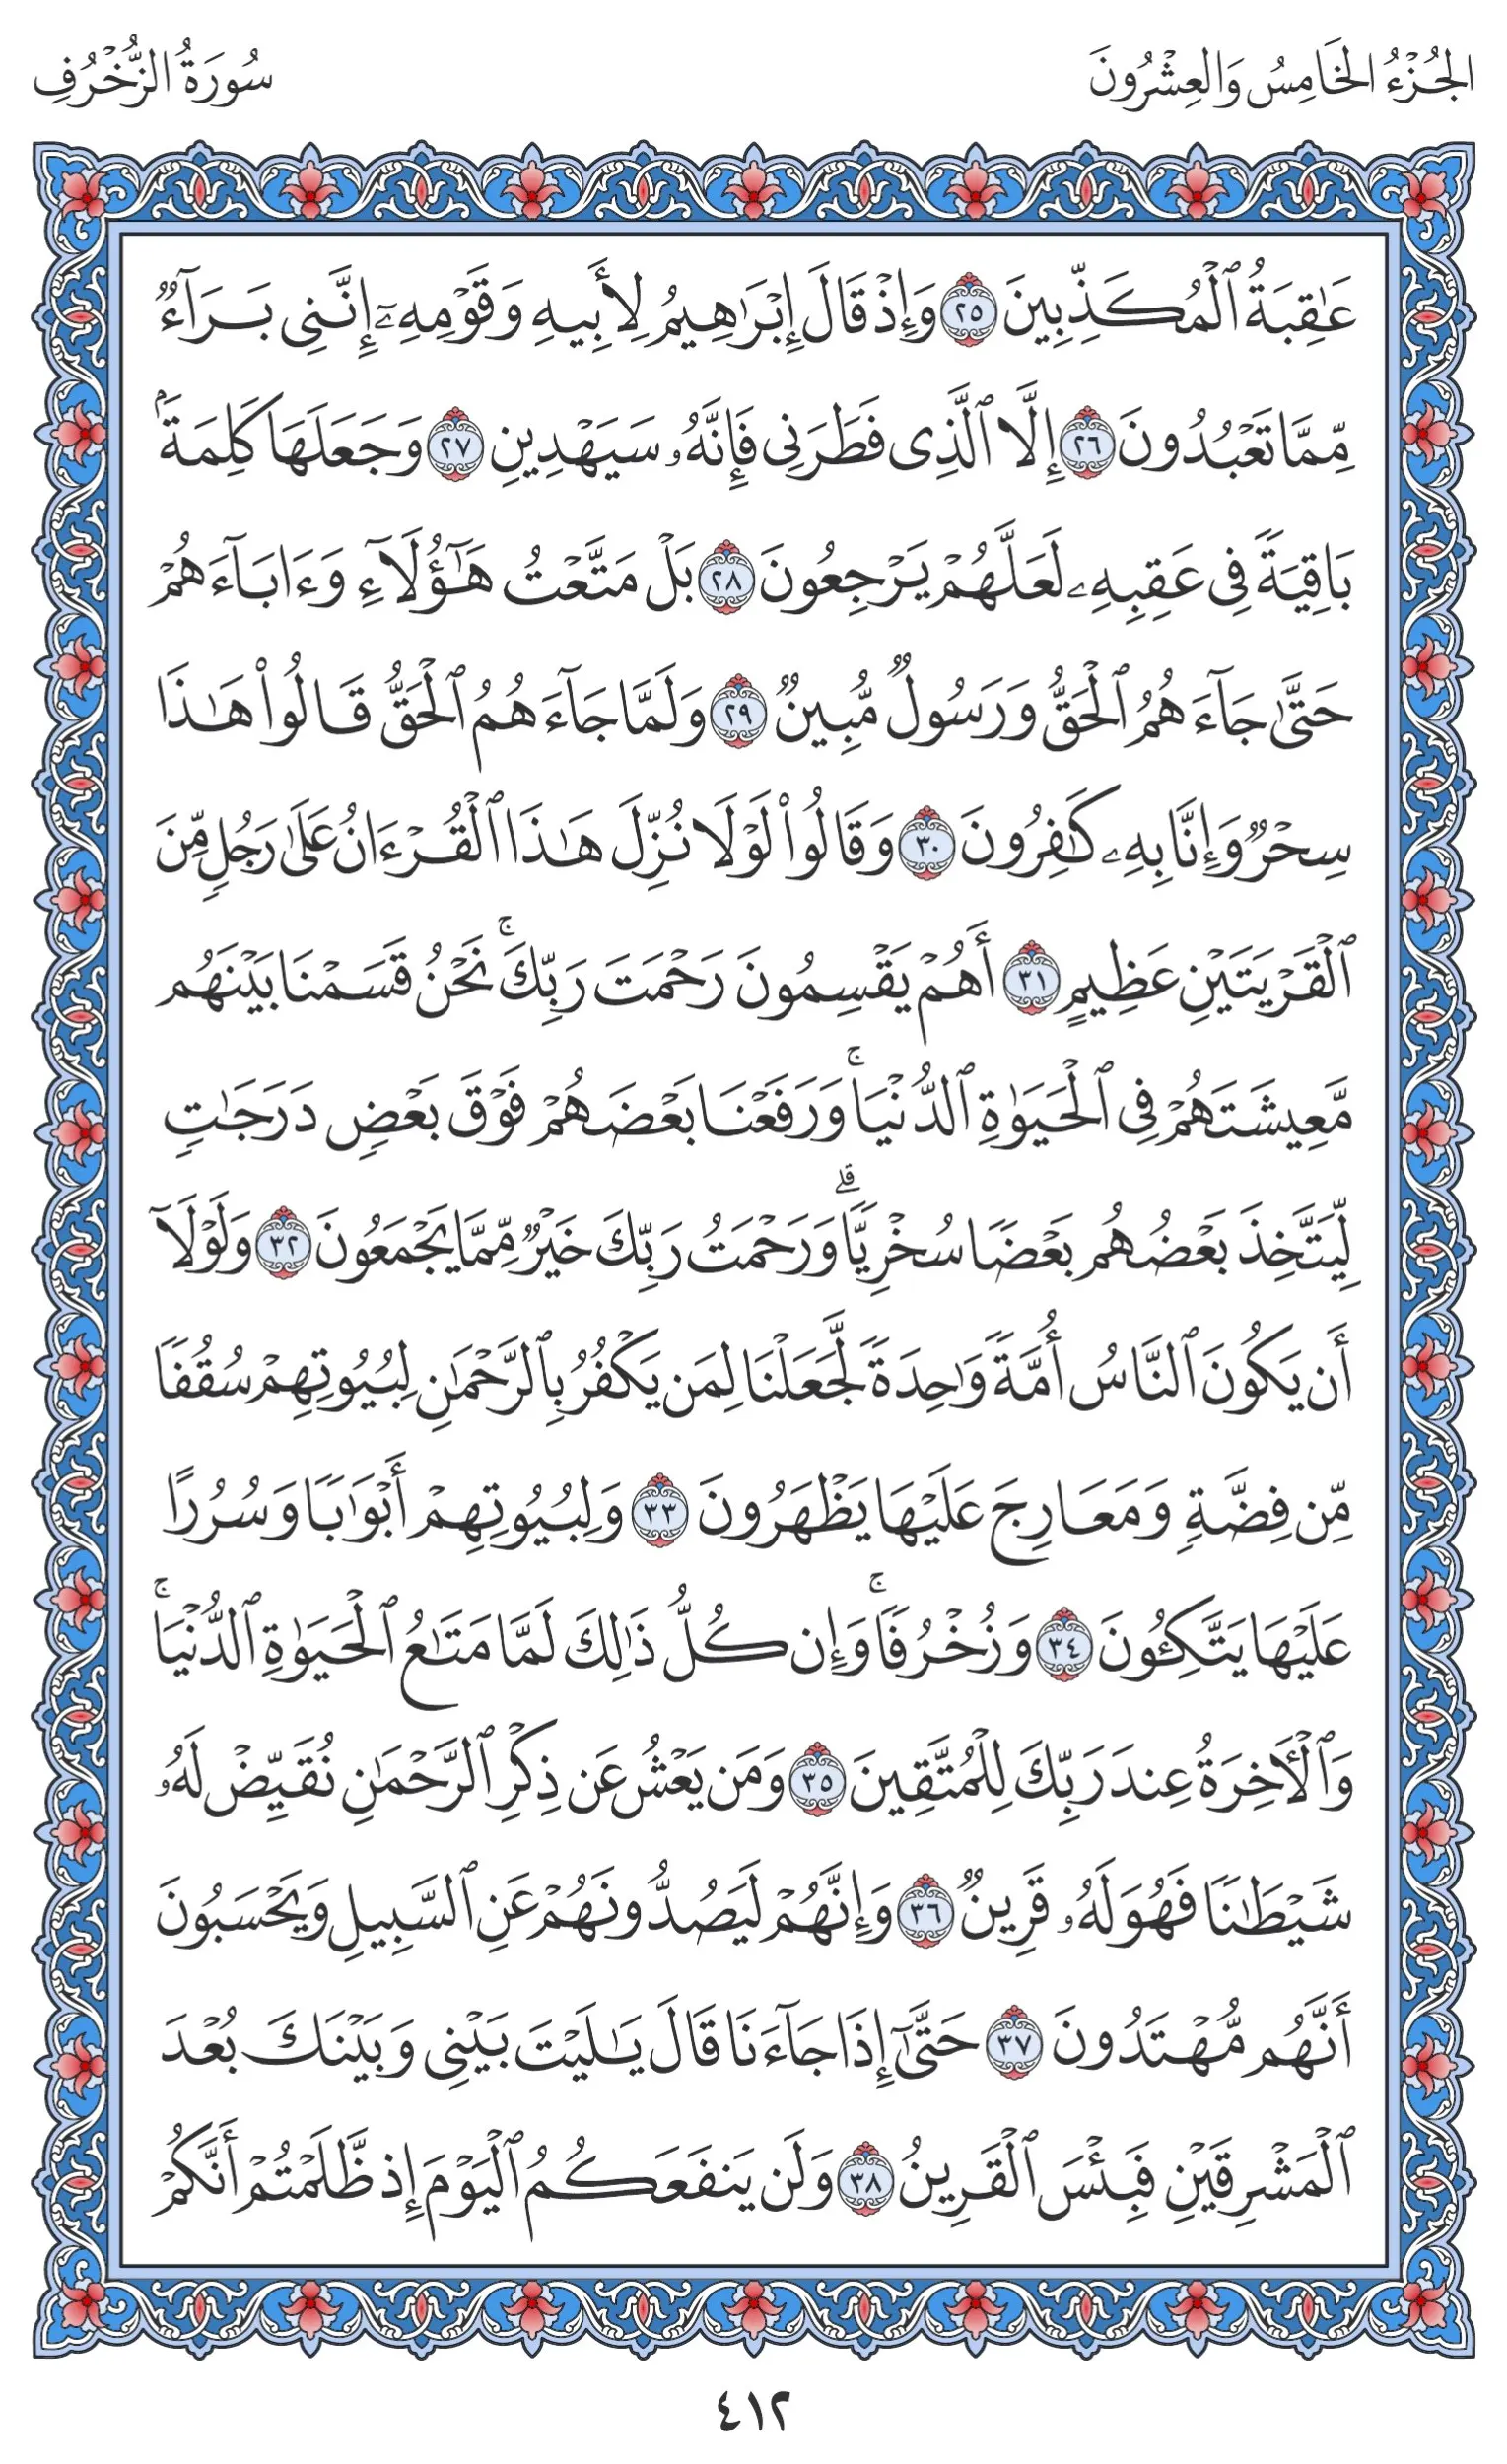 الجُزْءُ الخَامِسُ وَالعِشْرُونَ
سُورَةُ الزُّخْرُفِ
عَٰقِبَةُ ٱلْمُكَذِّبِينَ ٢٥ وَإِذْ قَالَ إِبْرَٰهِيمُ لِأَبِيهِ وَقَوْمِهِۦٓ إِنَّنِى بَرَآءٌ
مِّمَّا تَعْبُدُونَ ٢٦ إِلَّا ٱلَّذِى فَطَرَنِى فَإِنَّهُۥ سَيَهْدِينِ ٢٧ وَجَعَلَهَا كَلِمَةَۢ
بَاقِيَةً فِى عَقِبِهِۦ لَعَلَّهُمْ يَرْجِعُونَ ٢٨ بَلْ مَتَّعْتُ هَٰٓؤُلَآءِ وَءَابَآءَهُمْ
حَتَّىٰ جَآءَهُمُ ٱلْحَقُّ وَرَسُولٌ مُّبِينٌ ٢٩ وَلَمَّا جَآءَهُمُ ٱلْحَقُّ قَالُوا۟ هَٰذَا
سِحْرٌ وَإِنَّا بِهِۦ كَٰفِرُونَ ٣٠ وَقَالُوا۟ لَوْلَا نُزِّلَ هَٰذَا ٱلْقُرْءَانُ عَلَىٰ رَجُلٍ مِّنَ
ٱلْقَرْيَتَيْنِ عَظِيمٍ ٣١ أَهُمْ يَقْسِمُونَ رَحْمَتَ رَبِّكَ ۚ نَحْنُ قَسَمْنَا بَيْنَهُم
مَّعِيشَتَهُمْ فِى ٱلْحَيَوٰةِ ٱلدُّنْيَا ۚ وَرَفَعْنَا بَعْضَهُمْ فَوْقَ بَعْضٍ دَرَجَٰتٍ
لِّيَتَّخِذَ بَعْضُهُم بَعْضًا سُخْرِيًّا ۗ وَرَحْمَتُ رَبِّكَ خَيْرٌ مِّمَّا يَجْمَعُونَ ٣٢ وَلَوْلَآ
أَن يَكُونَ ٱلنَّاسُ أُمَّةً وَٰحِدَةً لَّجَعَلْنَا لِمَن يَكْفُرُ بِٱلرَّحْمَٰنِ لِبُيُوتِهِمْ سُقُفًا
مِّن فِضَّةٍ وَمَعَارِجَ عَلَيْهَا يَظْهَرُونَ ٣٣ وَلِبُيُوتِهِمْ أَبْوَٰبًا وَسُرُرًا
عَلَيْهَا يَتَّكِـُٔونَ ٣٤ وَزُخْرُفًا ۚ وَإِن كُلُّ ذَٰلِكَ لَمَّا مَتَٰعُ ٱلْحَيَوٰةِ ٱلدُّنْيَا ۚ
وَٱلْـَٔاخِرَةُ عِندَ رَبِّكَ لِلْمُتَّقِينَ ٣٥ وَمَن يَعْشُ عَن ذِكْرِ ٱلرَّحْمَٰنِ نُقَيِّضْ لَهُۥ
شَيْطَٰنًا فَهُوَ لَهُۥ قَرِينٌ ٣٦ وَإِنَّهُمْ لَيَصُدُّونَهُمْ عَنِ ٱلسَّبِيلِ وَيَحْسَبُونَ
أَنَّهُم مُّهْتَدُونَ ٣٧ حَتَّىٰٓ إِذَا جَآءَنَا قَالَ يَٰلَيْتَ بَيْنِى وَبَيْنَكَ بُعْدَ
ٱلْمَشْرِقَيْنِ فَبِئْسَ ٱلْقَرِينُ ٣٨ وَلَن يَنفَعَكُمُ ٱلْيَوْمَ إِذ ظَّلَمْتُمْ أَنَّكُمْ
٤١٢